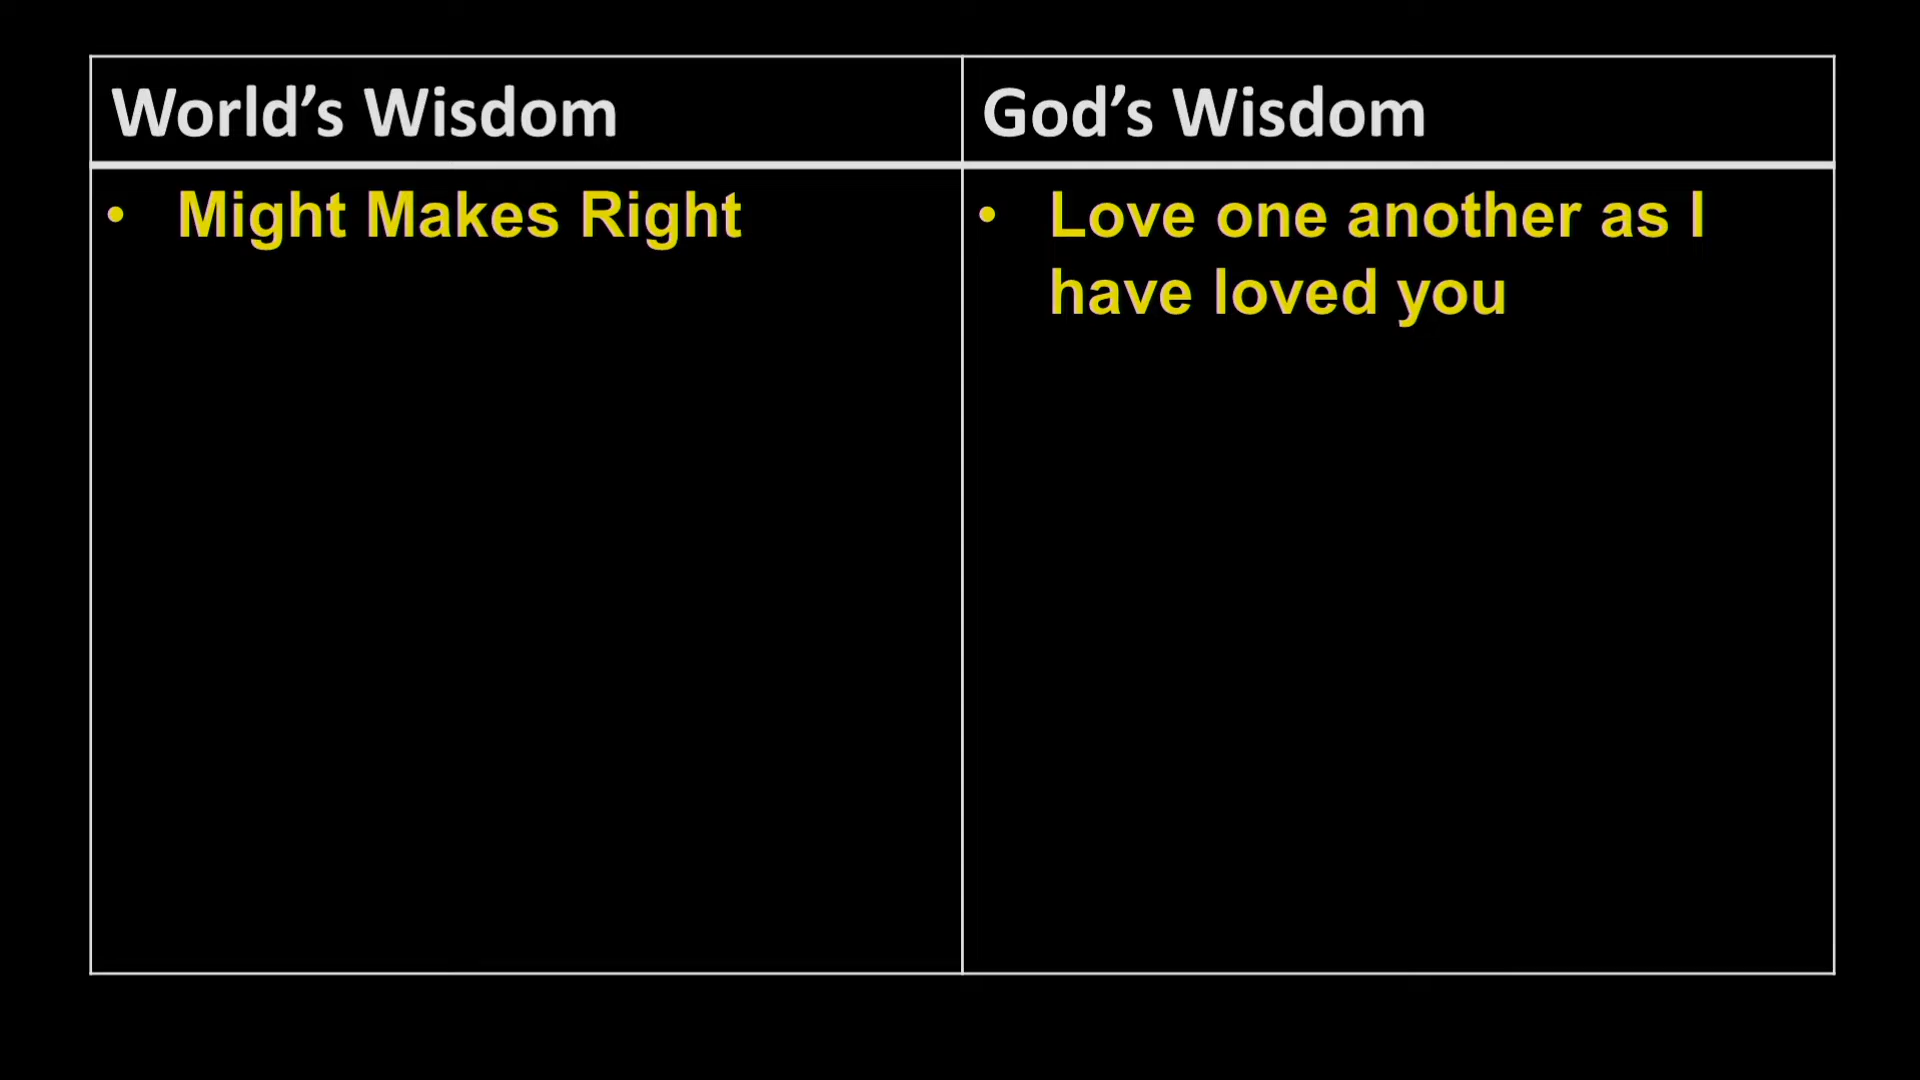 World’s Wisdom
God’s Wisdom
• Might Makes Right
• Love one another as I
have loved you